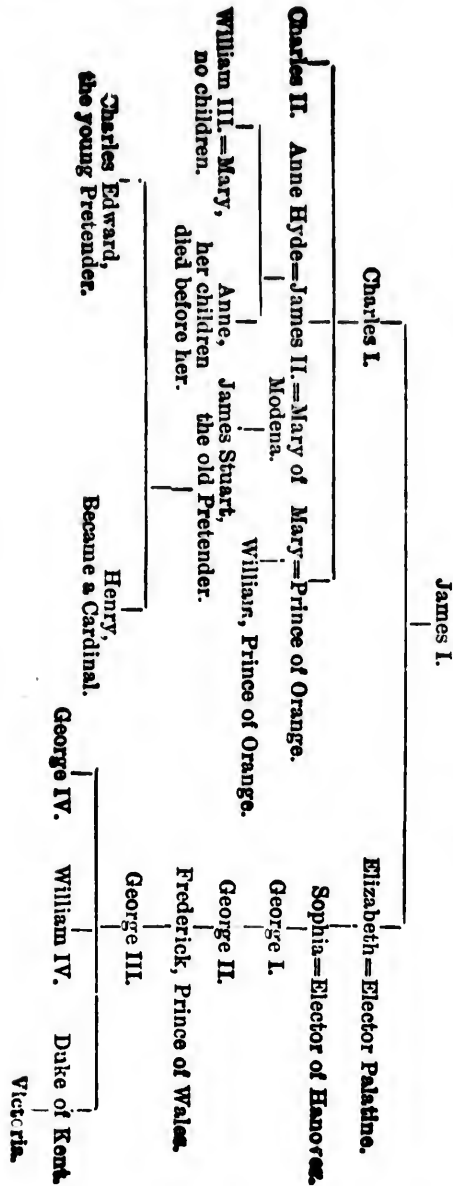 James I.
Charles I. Elizabeth=Elector Palatine.
Charles II. Anne Hyde=James II.=Mary of Modena. Mary=Prince of Orange. Sophia=Elector of Hanover.
William, Prince of Orange. George I.
William III.=Mary, Anne, James Stuart, George II.
no children. her children the old Pretender.
died before her. Frederick, Prince of Wales.
George III.
Charles Edward, Henry,
the young Pretender. Became a Cardinal.
George IV. William IV. Duke of Kent.
Victoria.